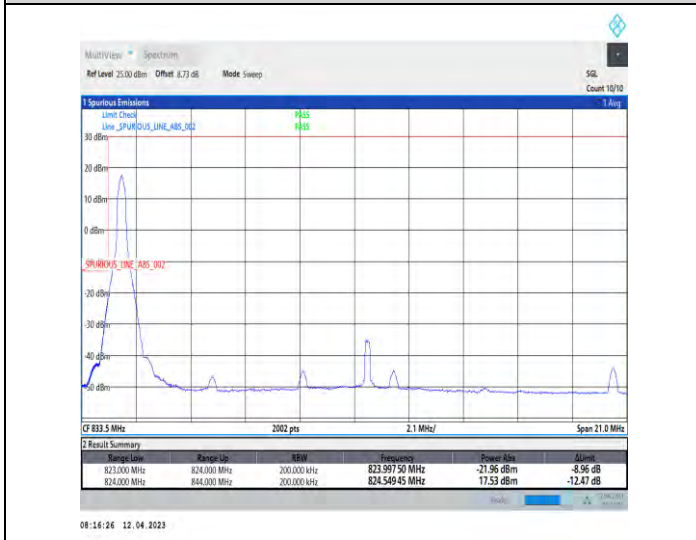 MultiView Spectrum
Ref Level 25.00 dBm Offset 8.73 dB Mode Sweep SGL
Count 10/10
1 Spurious Emissions 1 Avg
Limit Check PASS
Line _SPURIOUS_LINE_ABS_002 PASS
30 dBm
20 dBm
10 dBm
0 dBm
_SPURIOUS_LINE_ABS_002
-20 dBm
-30 dBm
-40 dBm
-50 dBm
CF 833.5 MHz 2002 pts 2.1 MHz/ Span 21.0 MHz
2 Result Summary
Range Low Range Up RBW Frequency Power Abs ΔLimit
823.000 MHz 824.000 MHz 200.000 kHz 823.997 50 MHz -21.96 dBm -8.96 dB
824.000 MHz 844.000 MHz 200.000 kHz 824.549 45 MHz 17.53 dBm -12.47 dB
08:16:26 12.04.2023